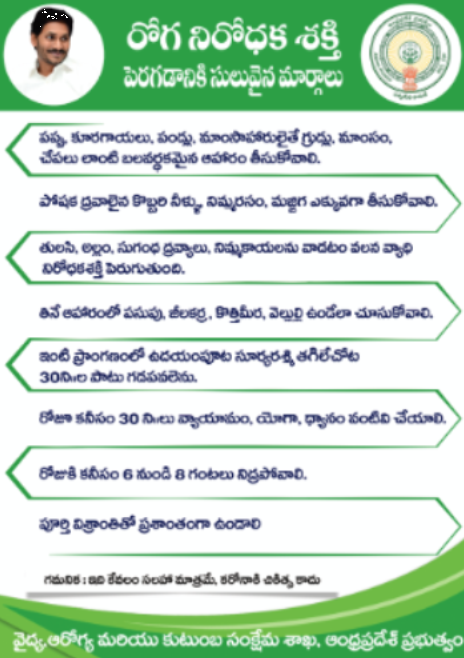 రోగ నిరోధక శక్తి
పెరగడానికి సులువైన మార్గాలు
పప్పు, కూరగాయలు, పండ్లు, మాంసాహారులైతే గ్రుడ్లు, మాంసం,
చేపలు లాంటి బలవర్ధకమైన ఆహారం తీసుకోవాలి.
పోషక ద్రవాలైన కొబ్బరి నీళ్ళు, నిమ్మరసం, మజ్జిగ ఎక్కువగా తీసుకోవాలి.
తులసి, అల్లం, సుగంధ ద్రవ్యాలు, నిమ్మకాయలను వాడటం వలన వ్యాధి
నిరోధకశక్తి పెరుగుతుంది.
తినే ఆహారంలో పసుపు, జీలకర్ర, కొత్తిమీర, వెల్లుల్లి ఉండేలా చూసుకోవాలి.
ఇంటి ప్రాంగణంలో ఉదయంపూట సూర్యరశ్మి తగిలేచోట
30ని॥ల పాటు గడపవలెను.
రోజూ కనీసం 30 ని॥లు వ్యాయామం, యోగా, ధ్యానం వంటివి చేయాలి.
రోజుకి కనీసం 6 నుండి 8 గంటలు నిద్రపోవాలి.
పూర్తి విశ్రాంతితో ప్రశాంతంగా ఉండాలి
గమనిక : ఇది కేవలం సలహా మాత్రమే, కరోనాకి చికిత్స కాదు
వైద్య,ఆరోగ్య మరియు కుటుంబ సంక్షేమ శాఖ, ఆంధ్రప్రదేశ్ ప్రభుత్వం